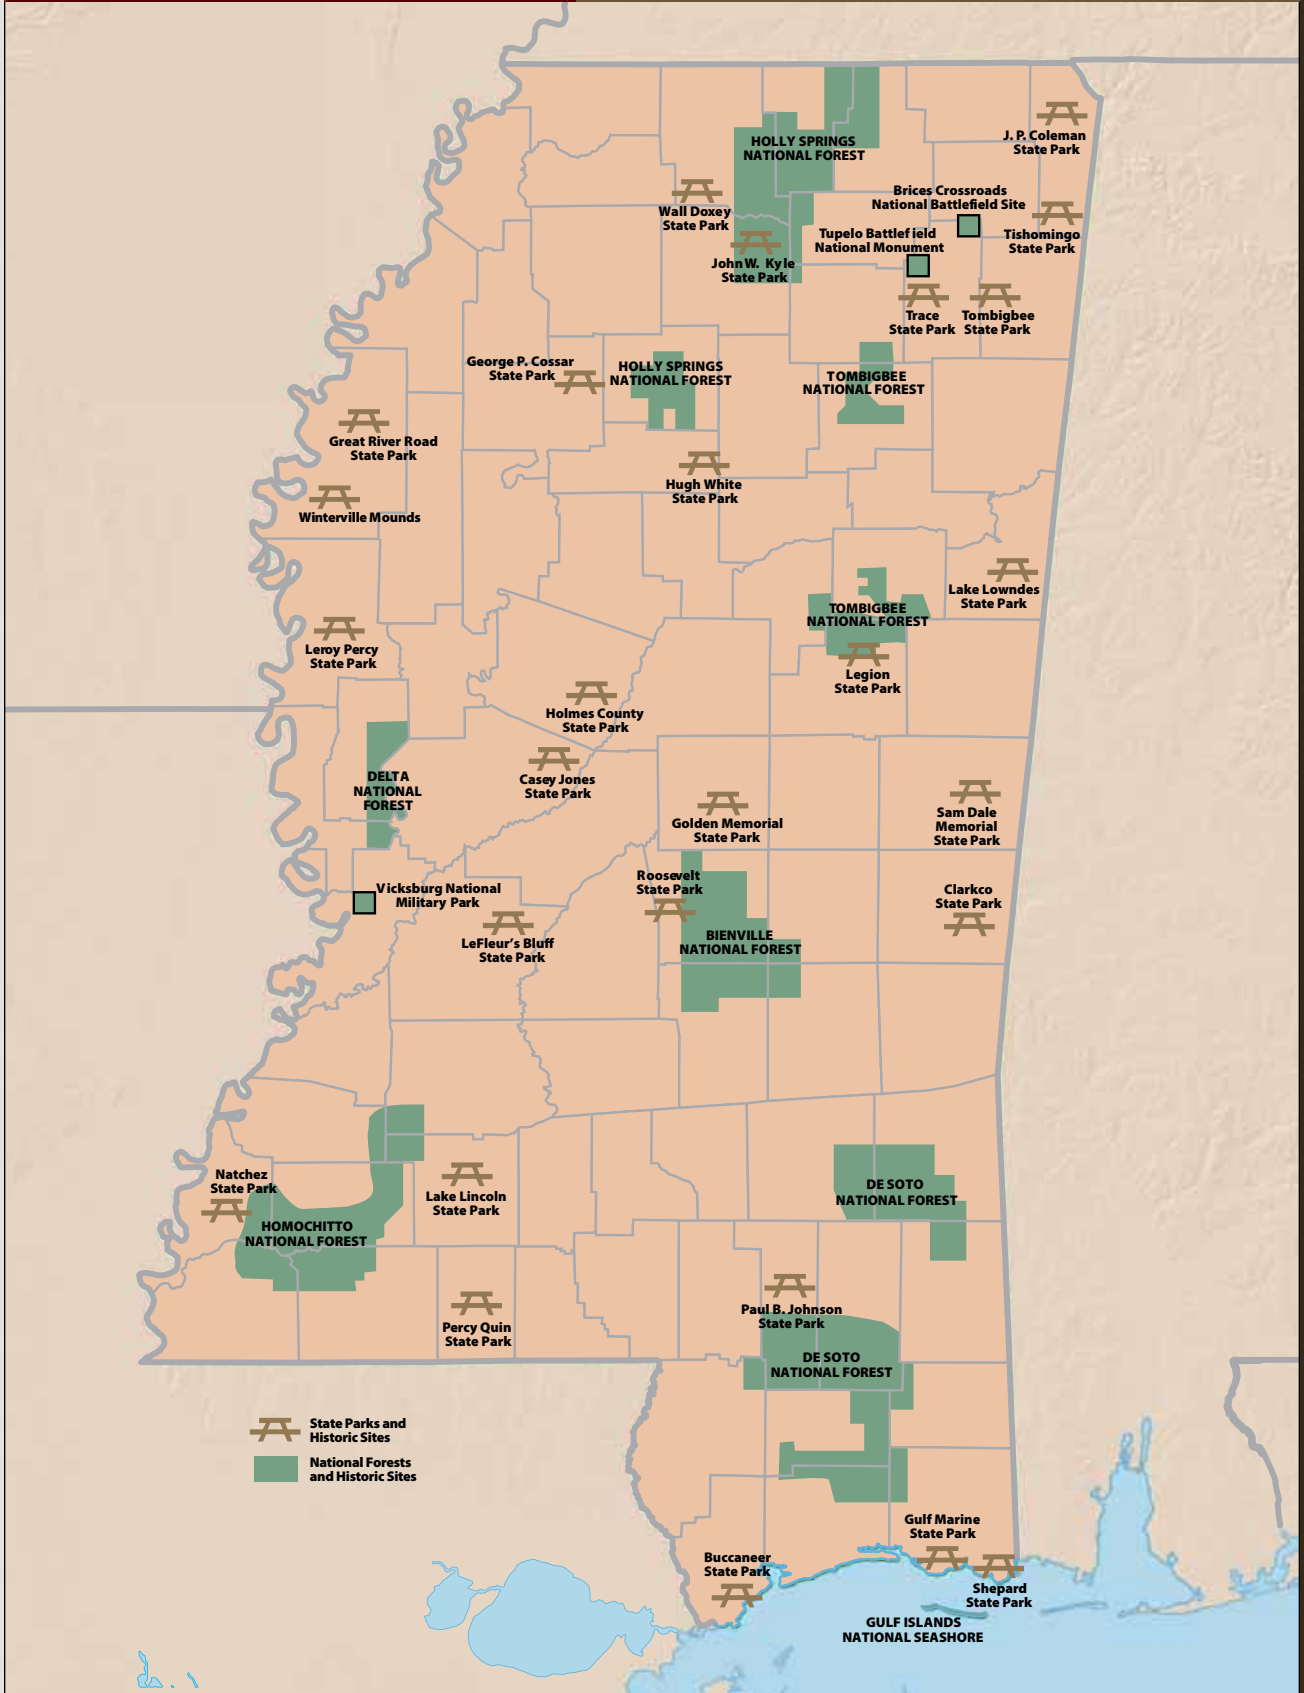 J. P. Coleman
State Park
HOLLY SPRINGS
NATIONAL FOREST
Brices Crossroads
National Battlefield Site
Wall Doxey
State Park
Tupelo Battlefield
National Monument
Tishomingo
State Park
John W. Kyle
State Park
Trace
State Park
Tombigbee
State Park
George P. Cossar
State Park
HOLLY SPRINGS
NATIONAL FOREST
TOMBIGBEE
NATIONAL FOREST
Great River Road
State Park
Hugh White
State Park
Winterville Mounds
Lake Lowndes
State Park
TOMBIGBEE
NATIONAL FOREST
Leroy Percy
State Park
Legion
State Park
Holmes County
State Park
DELTA
NATIONAL
FOREST
Casey Jones
State Park
Golden Memorial
State Park
Sam Dale
Memorial
State Park
Roosevelt
State Park
Vicksburg National
Military Park
Clarkco
State Park
LeFleur's Bluff
State Park
BIENVILLE
NATIONAL FOREST
Natchez
State Park
Lake Lincoln
State Park
DE SOTO
NATIONAL FOREST
HOMOCHITTO
NATIONAL FOREST
Paul B. Johnson
State Park
Percy Quin
State Park
DE SOTO
NATIONAL FOREST
State Parks and
Historic Sites
National Forests
and Historic Sites
Gulf Marine
State Park
Buccaneer
State Park
Shepard
State Park
GULF ISLANDS
NATIONAL SEASHORE